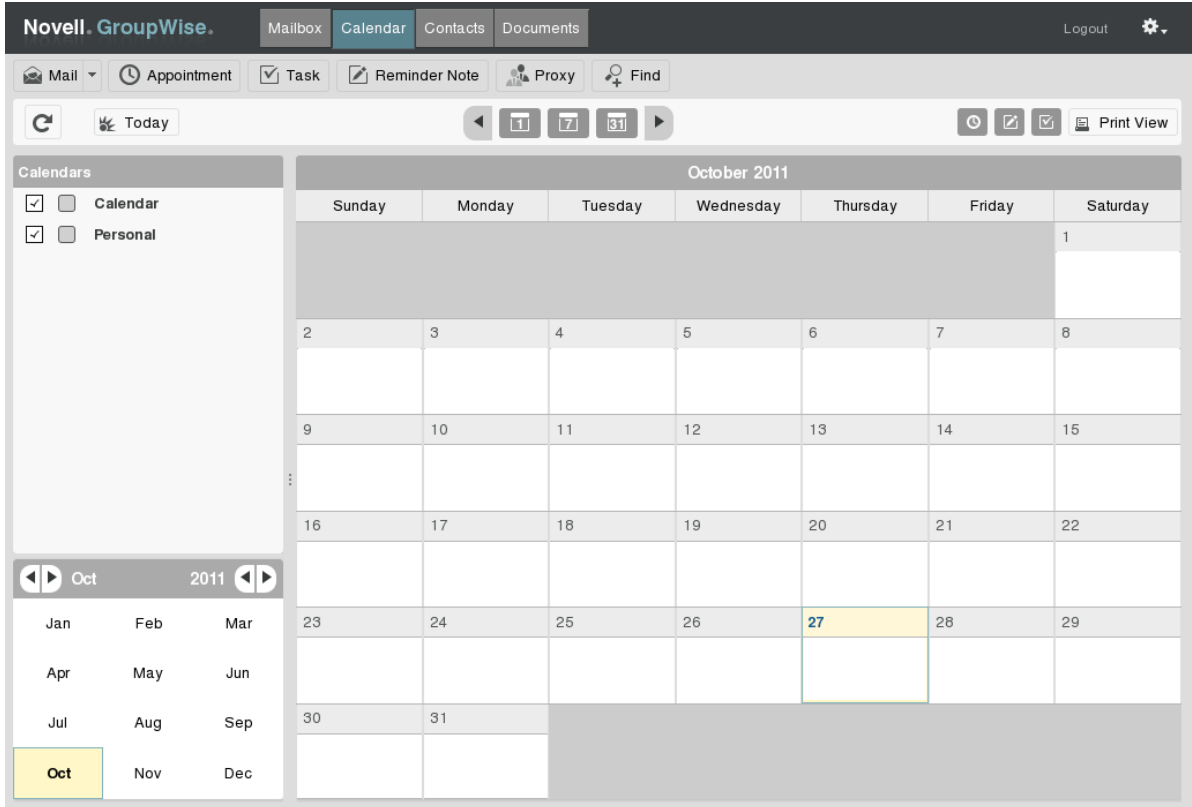 Novell. GroupWise. Mailbox Calendar Contacts Documents Logout
Mail Appointment Task Reminder Note Proxy Find
Today 1 7 31 Print View
Calendars
Calendar
Personal
October 2011
Sunday Monday Tuesday Wednesday Thursday Friday Saturday
1
2 3 4 5 6 7 8
9 10 11 12 13 14 15
16 17 18 19 20 21 22
23 24 25 26 27 28 29
30 31
Oct 2011
Jan Feb Mar
Apr May Jun
Jul Aug Sep
Oct Nov Dec